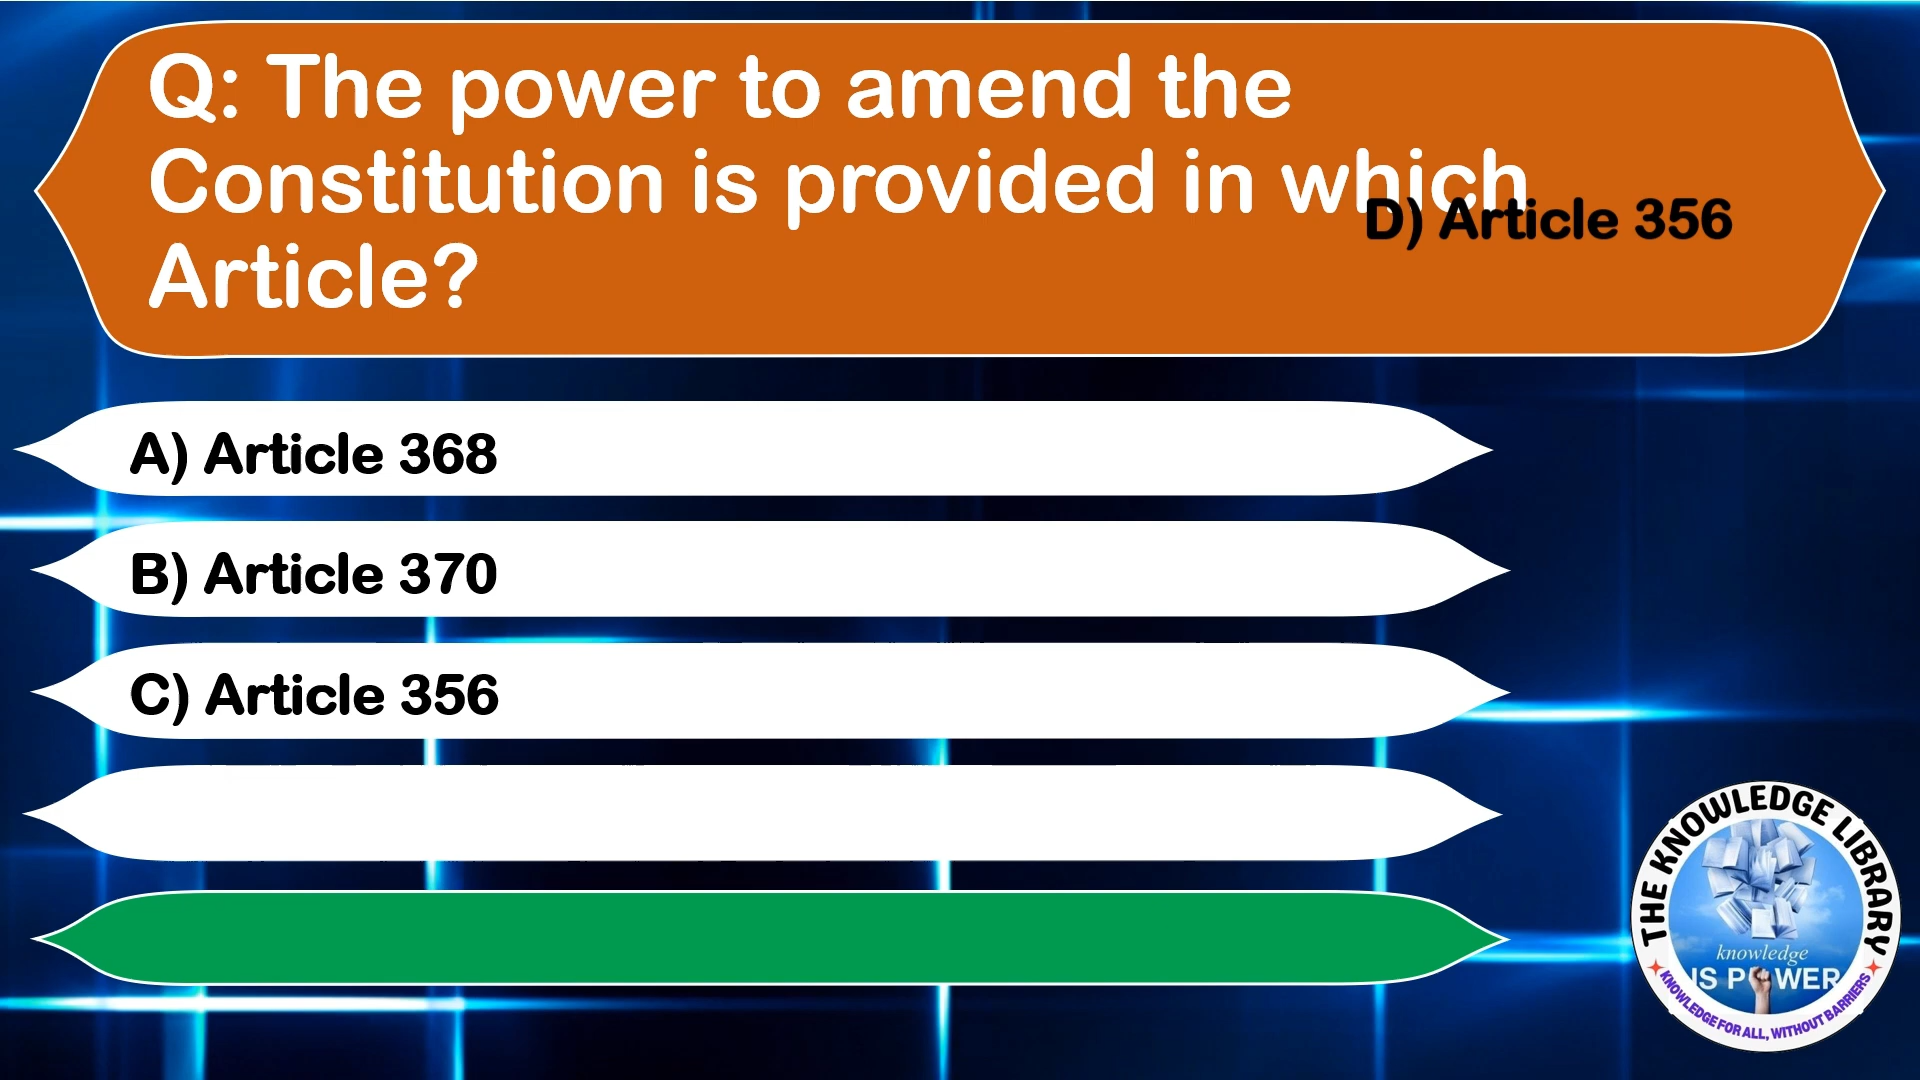 Q: The power to amend the
Constitution is provided in which
D) Article 356
Article?
A) Article 368
B) Article 370
C) Article 356
THE KNOWLEDGE LIBRARY
knowledge
IS POWER
KNOWLEDGE FOR ALL, WITHOUT BARRIERS